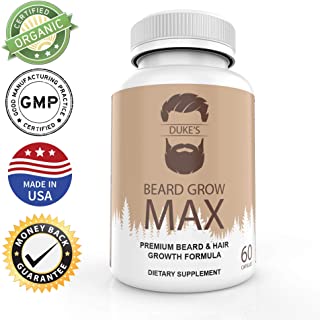 CERTIFIED
ORGANIC
GOOD MANUFACTURING PRACTICE
GMP
CERTIFIED
MADE IN
USA
MONEY BACK
GUARANTEE
DUKE'S
BEARD GROW
MAX
PREMIUM BEARD & HAIR
GROWTH FORMULA
DIETARY SUPPLEMENT
60
CAPSULES